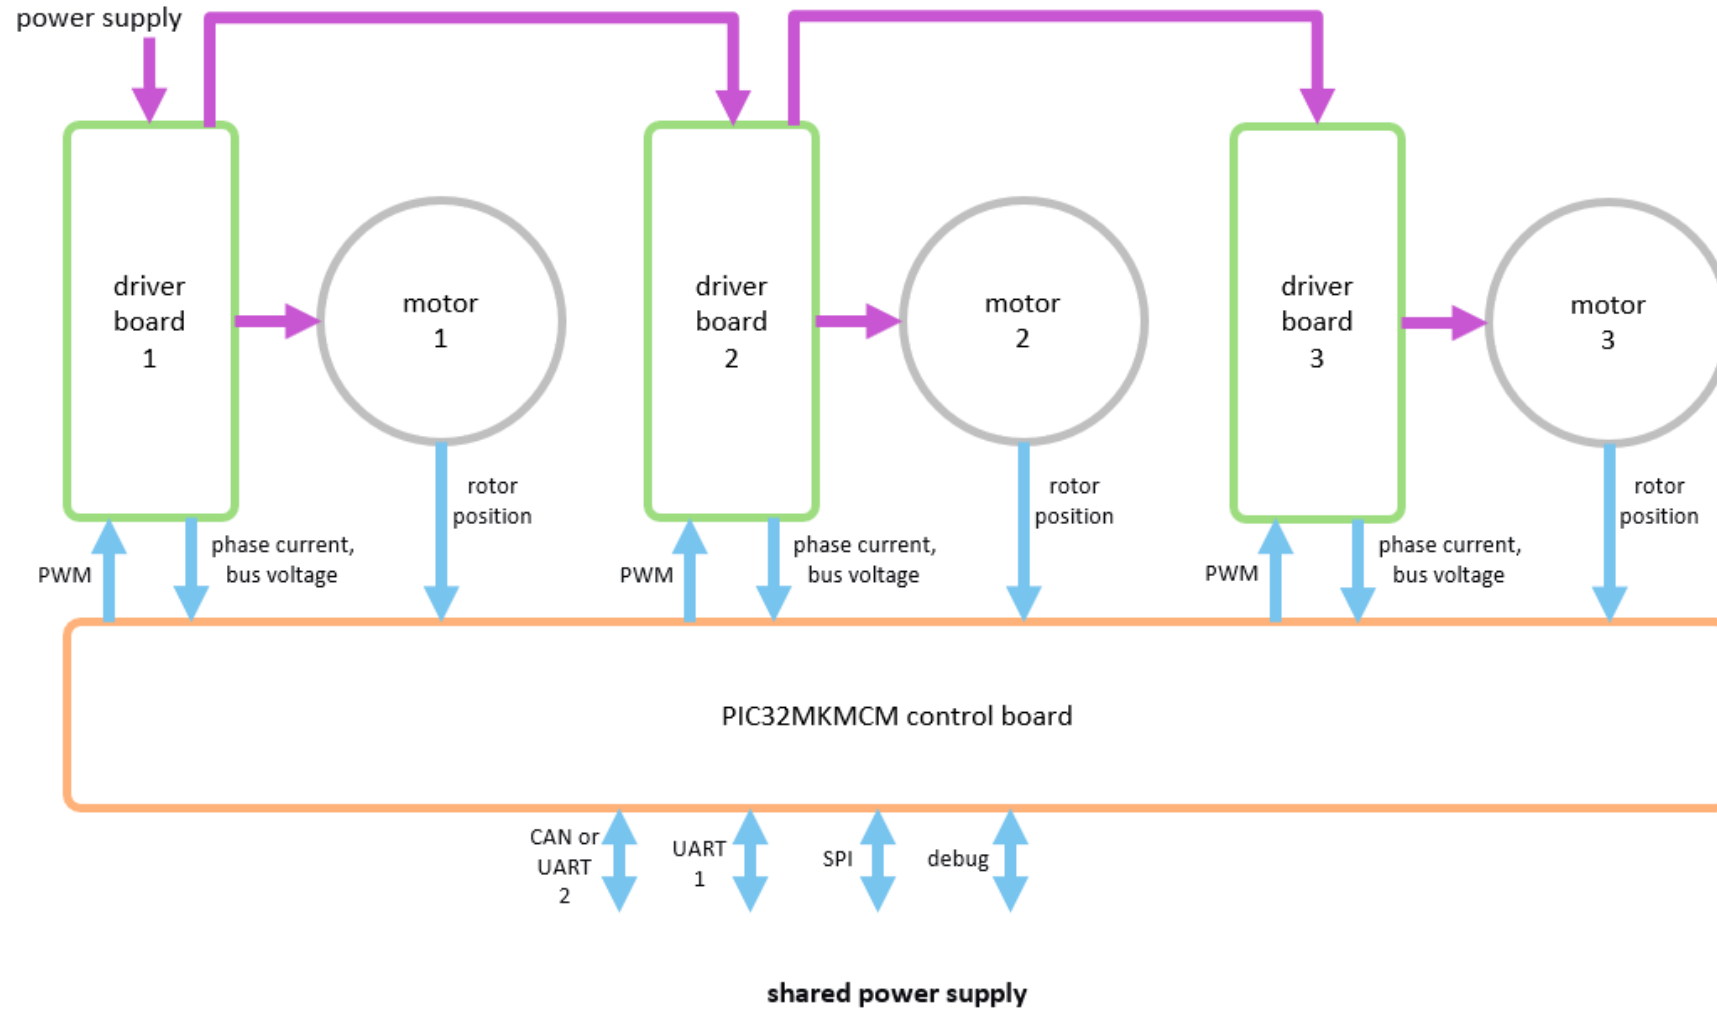 power supply
driver
board
1
motor
1
driver
board
2
motor
2
driver
board
3
motor
3
rotor
position
rotor
position
rotor
position
PWM
phase current,
bus voltage
PWM
phase current,
bus voltage
PWM
phase current,
bus voltage
PIC32MKMCM control board
CAN or
UART
2
UART
1
SPI
debug
shared power supply